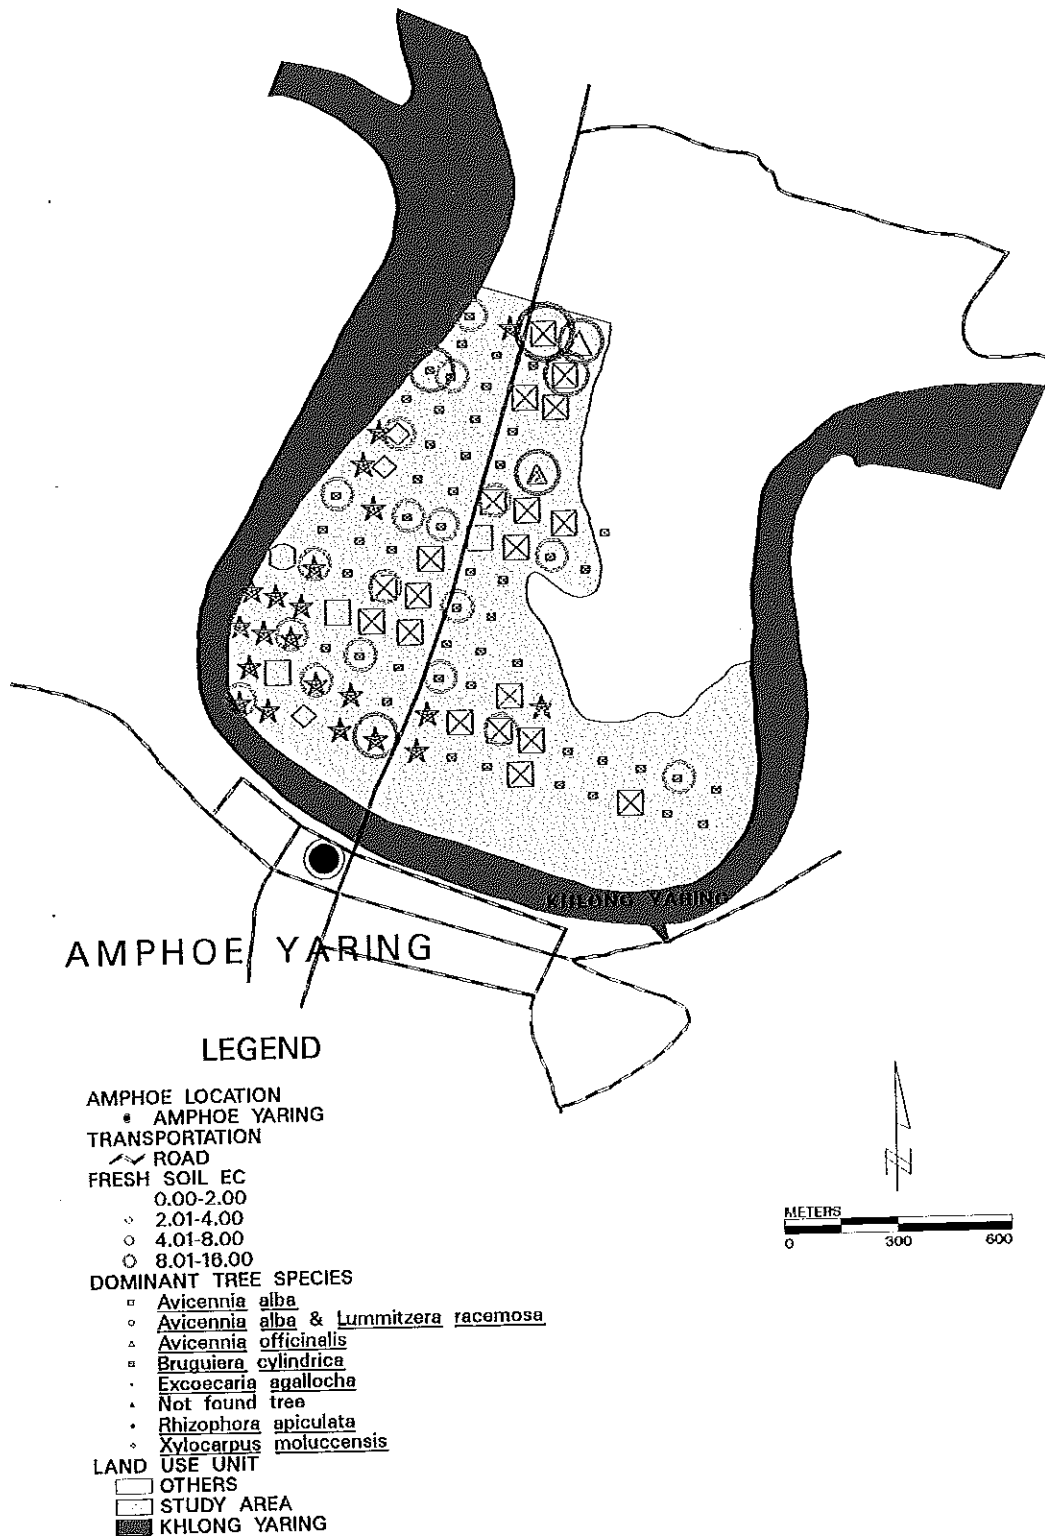 KHLONG YARING
AMPHOE YARING
LEGEND
AMPHOE LOCATION
AMPHOE YARING
TRANSPORTATION
ROAD
FRESH SOIL EC
0.00-2.00
2.01-4.00
4.01-8.00
8.01-16.00
DOMINANT TREE SPECIES
Avicennia alba
Avicennia alba & Lummitzera racemosa
Avicennia officinalis
Bruguiera cylindrica
Excoecaria agallocha
Not found tree
Rhizophora apiculata
Xylocarpus moluccensis
LAND USE UNIT
OTHERS
STUDY AREA
KHLONG YARING
N
METERS
0 300 600